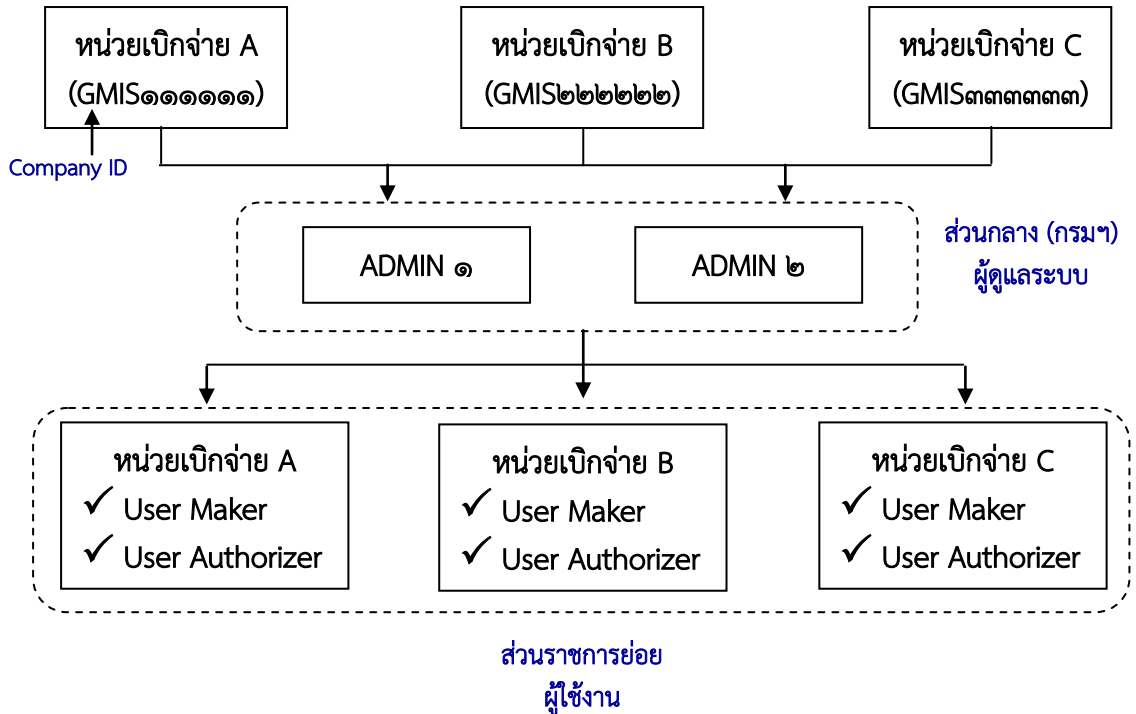 หน่วยเบิกจ่าย A
(GMIS๑๑๑๑๑๑)
หน่วยเบิกจ่าย B
(GMIS๒๒๒๒๒๒)
หน่วยเบิกจ่าย C
(GMIS๓๓๓๓๓๓)
Company ID
ADMIN ๑
ADMIN ๒
ส่วนกลาง (กรมฯ)
ผู้ดูแลระบบ
หน่วยเบิกจ่าย A
✓ User Maker
✓ User Authorizer
หน่วยเบิกจ่าย B
✓ User Maker
✓ User Authorizer
หน่วยเบิกจ่าย C
✓ User Maker
✓ User Authorizer
ส่วนราชการย่อย
ผู้ใช้งาน